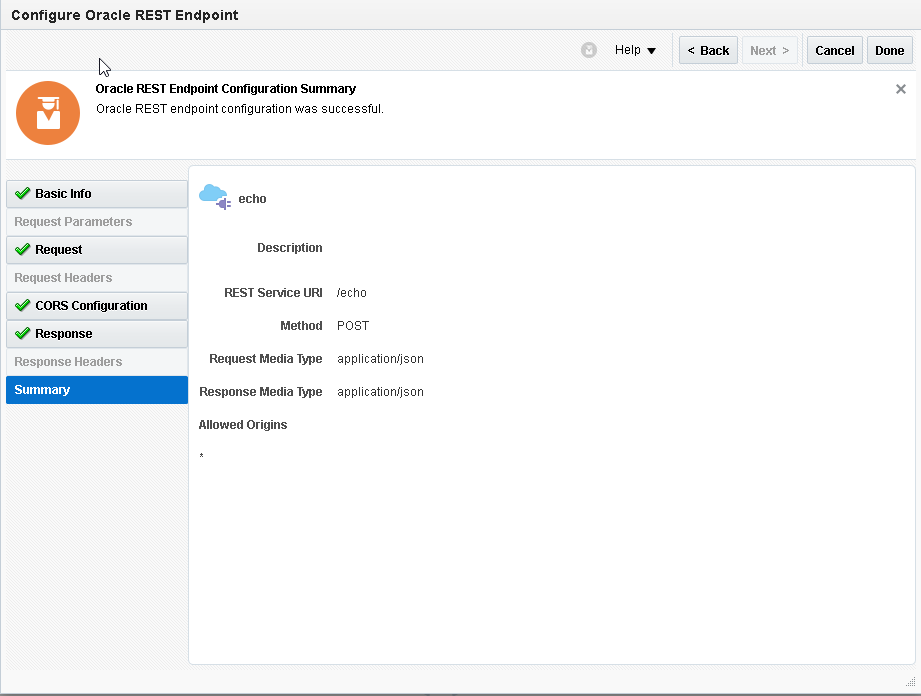 Configure Oracle REST Endpoint
Help
< Back
Next >
Cancel
Done
Oracle REST Endpoint Configuration Summary
Oracle REST endpoint configuration was successful.
Basic Info
Request Parameters
Request
Request Headers
CORS Configuration
Response
Response Headers
Summary
echo
Description
REST Service URI /echo
Method POST
Request Media Type application/json
Response Media Type application/json
Allowed Origins
*